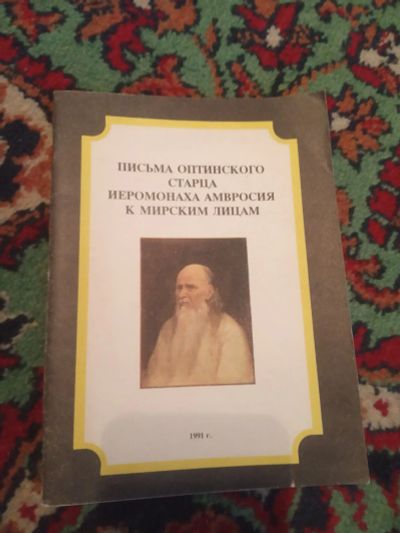 ПИСЬМА ОПТИНСКОГО
СТАРЦА
ИЕРОМОНАХА АМВРОСИЯ
К МИРСКИМ ЛИЦАМ
1991 г.